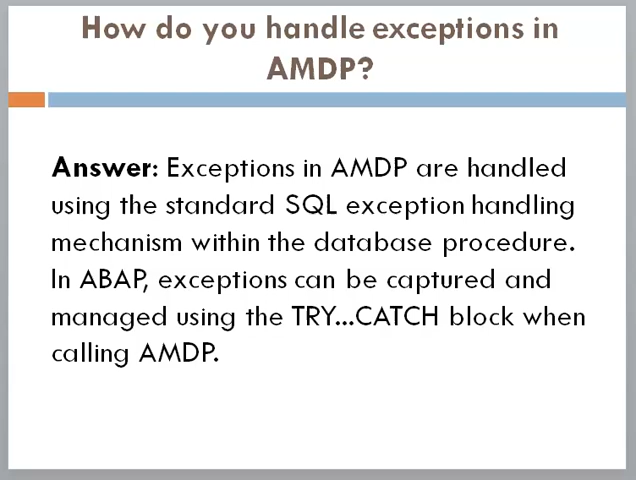 How do you handle exceptions in
AMDP?
Answer: Exceptions in AMDP are handled
using the standard SQL exception handling
mechanism within the database procedure.
In ABAP, exceptions can be captured and
managed using the TRY...CATCH block when
calling AMDP.